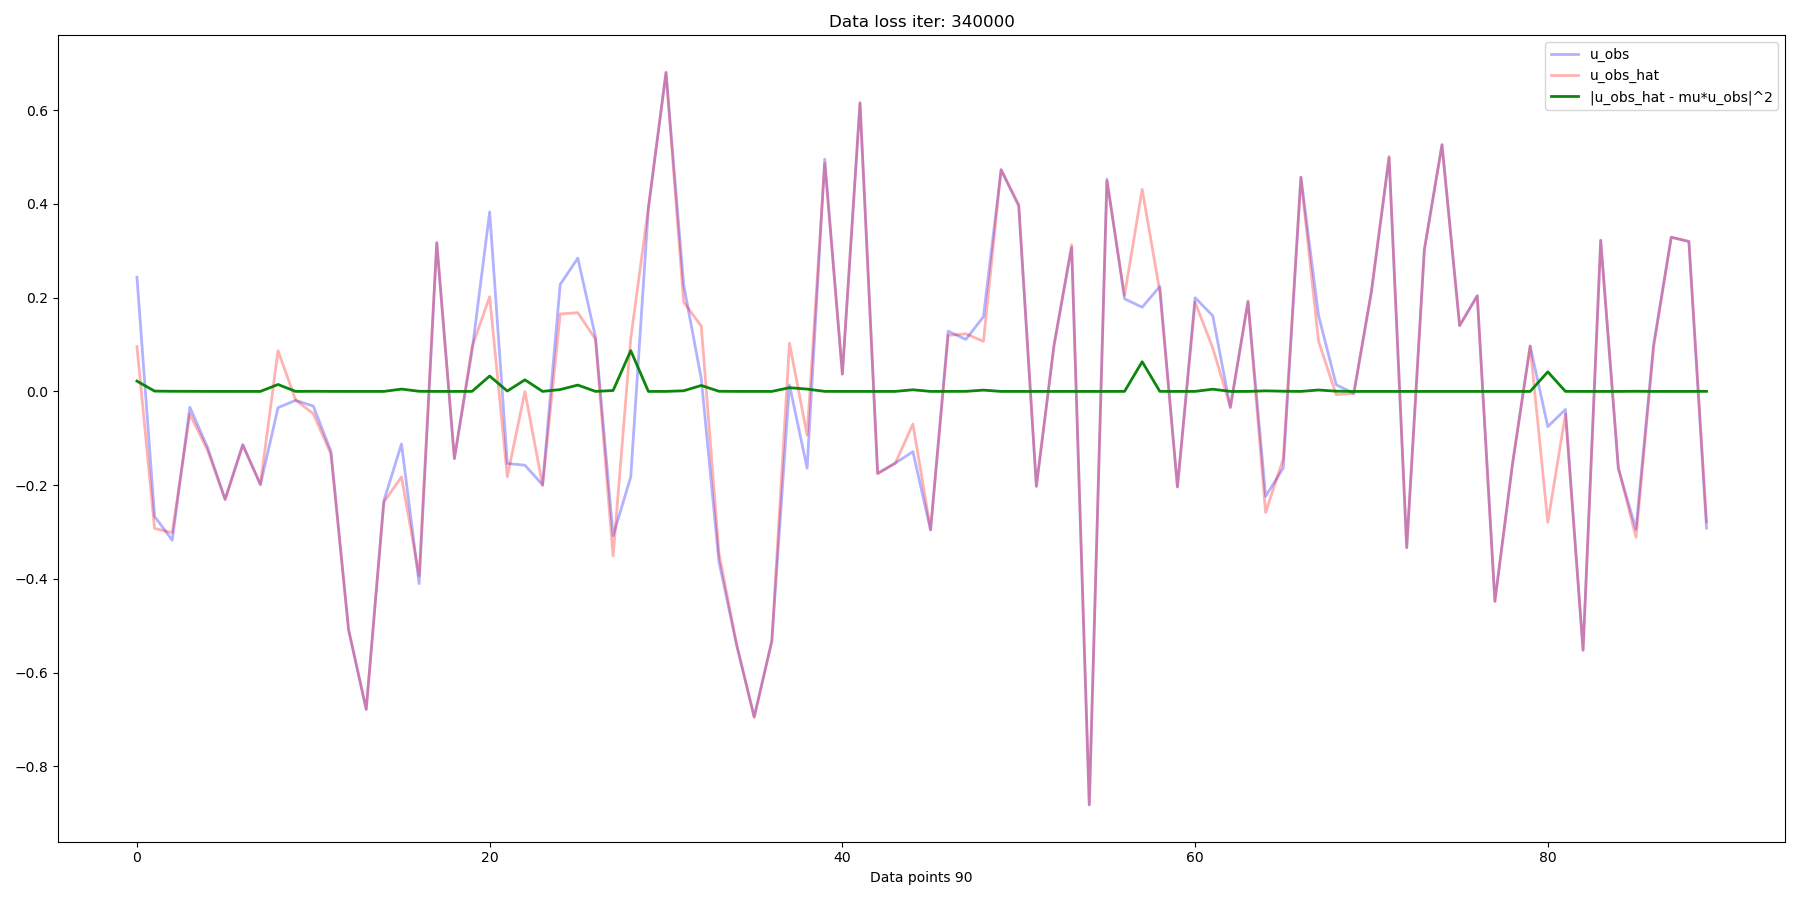 Data loss iter: 340000
u_obs
u_obs_hat
|u_obs_hat - mu*u_obs|^2
0.6
0.4
0.2
0.0
−0.2
−0.4
−0.6
−0.8
0 20 40 60 80
Data points 90